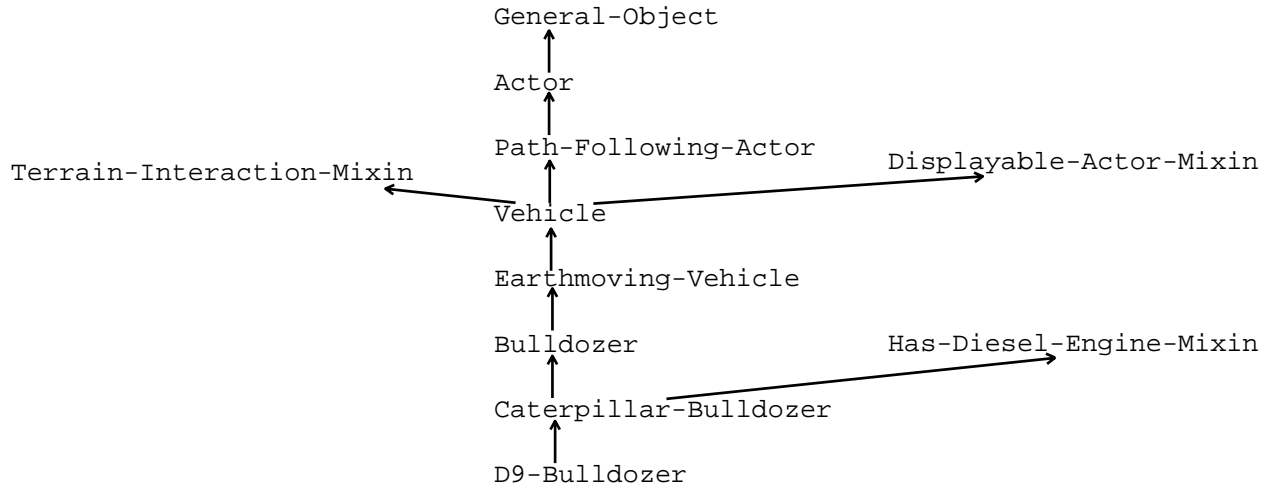 General-Object
Actor
Path-Following-Actor
Displayable-Actor-Mixin
Terrain-Interaction-Mixin
Vehicle
Earthmoving-Vehicle
Bulldozer
Has-Diesel-Engine-Mixin
Caterpillar-Bulldozer
D9-Bulldozer